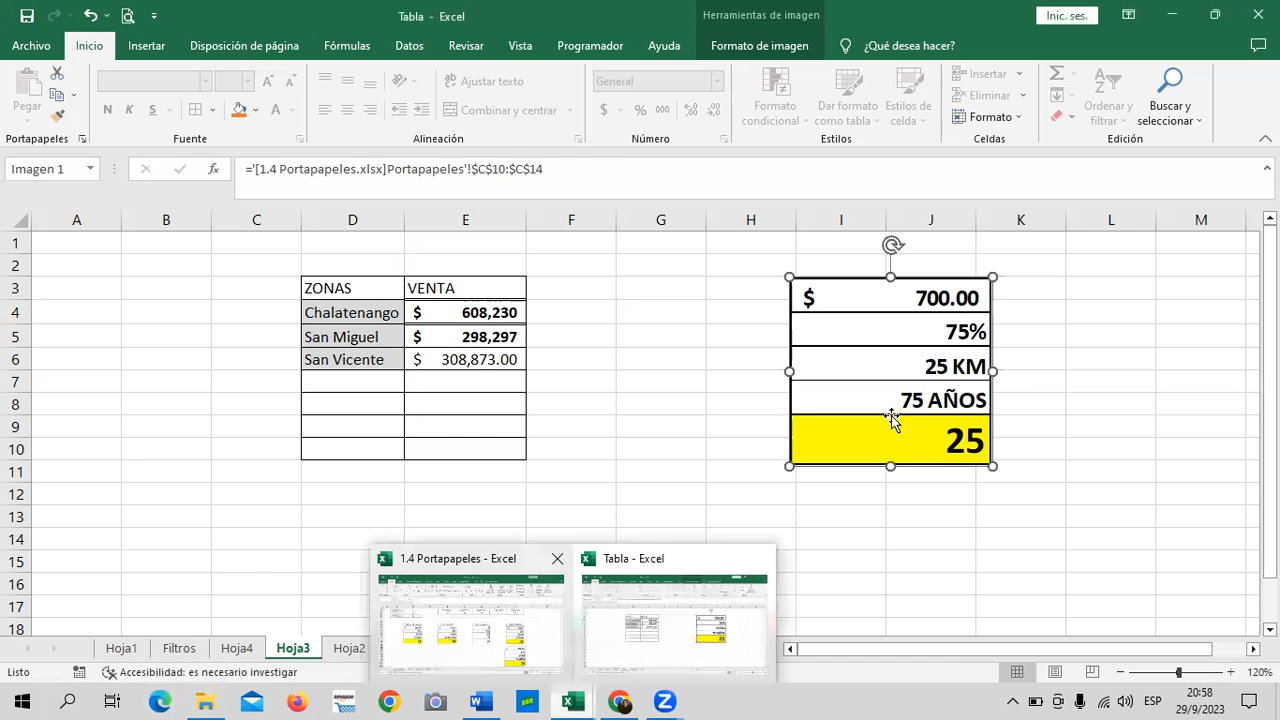 Tabla - Excel
Herramientas de imagen
Inic. ses.
Archivo
Inicio
Insertar
Disposición de página
Fórmulas
Datos
Revisar
Vista
Programador
Ayuda
Formato de imagen
¿Qué desea hacer?
Pegar
N K S
Ajustar texto
Combinar y centrar
General
$ % 000
Formato condicional
Dar formato como tabla
Estilos de celda
Insertar
Eliminar
Formato
Ordenar y filtrar
Buscar y seleccionar
Portapapeles
Fuente
Alineación
Número
Estilos
Celdas
Edición
Imagen 1
fx
='[1.4 Portapapeles.xlsx]Portapapeles'!$C$10:$C$14
A B C D E F G H I J K L M
1
2
3 ZONAS VENTA
4 Chalatenango $ 608,230
5 San Miguel $ 298,297
6 San Vicente $ 308,873.00
7
8
9
10
11
12
13
14
15
16
17
18
$ 700.00
75%
25 KM
75 AÑOS
25
1.4 Portapapeles - Excel
Tabla - Excel
Hoja1
Filtros
Hoja4
Hoja3
Hoja2
Listo
Accesibilidad: es necesario investigar
120%
ESP
20:58
29/9/2023